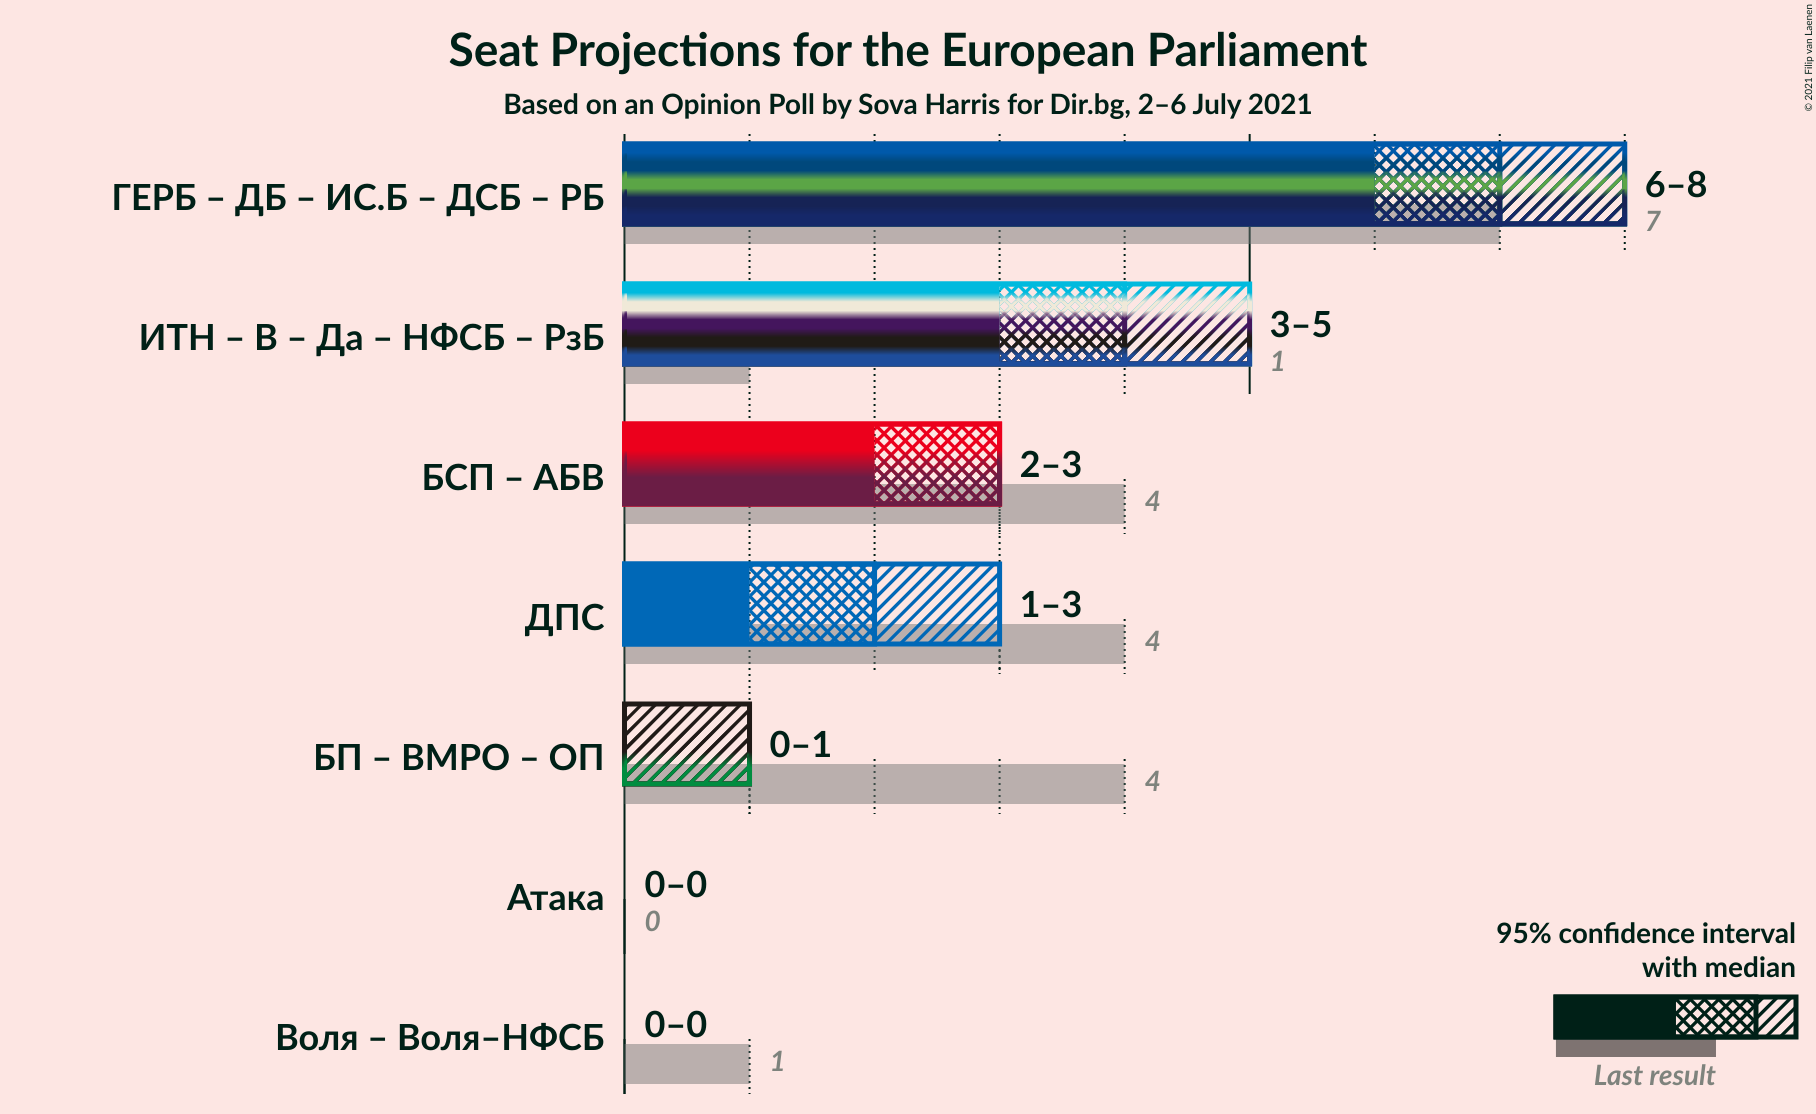 Seat Projections for the European Parliament
Based on an Opinion Poll by Sova Harris for Dir.bg, 2–6 July 2021
© 2021 Filip van Laenen
ГЕРБ – ДБ – ИС.Б – ДСБ – РБ
6–8
7
ИТН – В – Да – НФСБ – РзБ
3–5
1
БСП – АБВ
2–3
4
ДПС
1–3
4
БП – ВМРО – ОП
0–1
4
Атака
0–0
0
Воля – Воля–НФСБ
0–0
1
95% confidence interval
with median
Last result